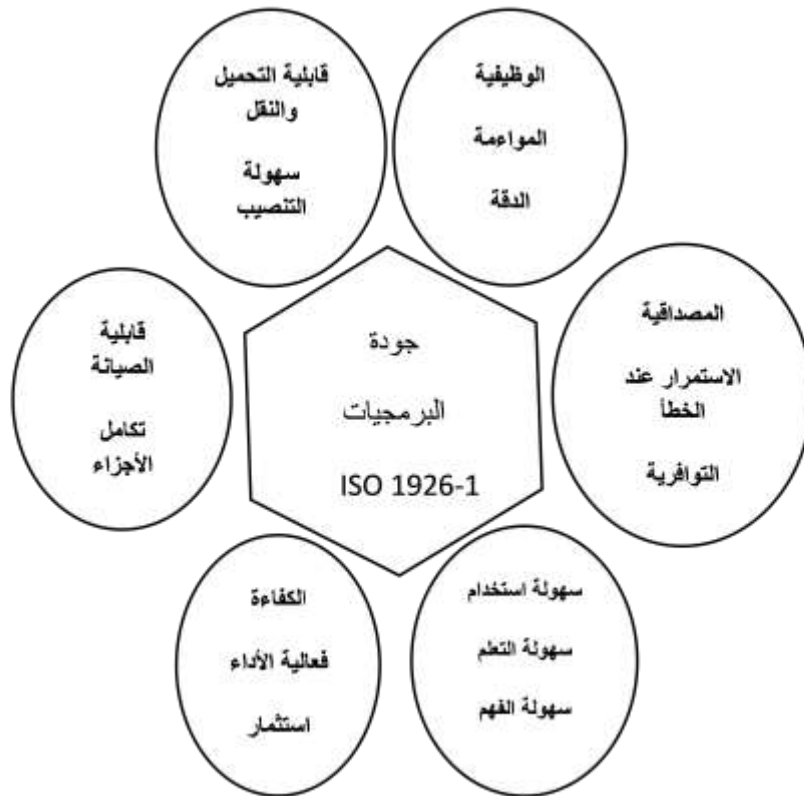 الوظيفية
المواءمة
الدقة
قابلية التحميل
والنقل
سهولة
التنصيب
المصداقية
الاستمرار عند
الخطأ
التوافرية
جودة
البرمجيات
ISO 1926-1
قابلية
الصيانة
تكامل
الأجزاء
سهولة استخدام
سهولة التعلم
سهولة الفهم
الكفاءة
فعالية الأداء
استثمار